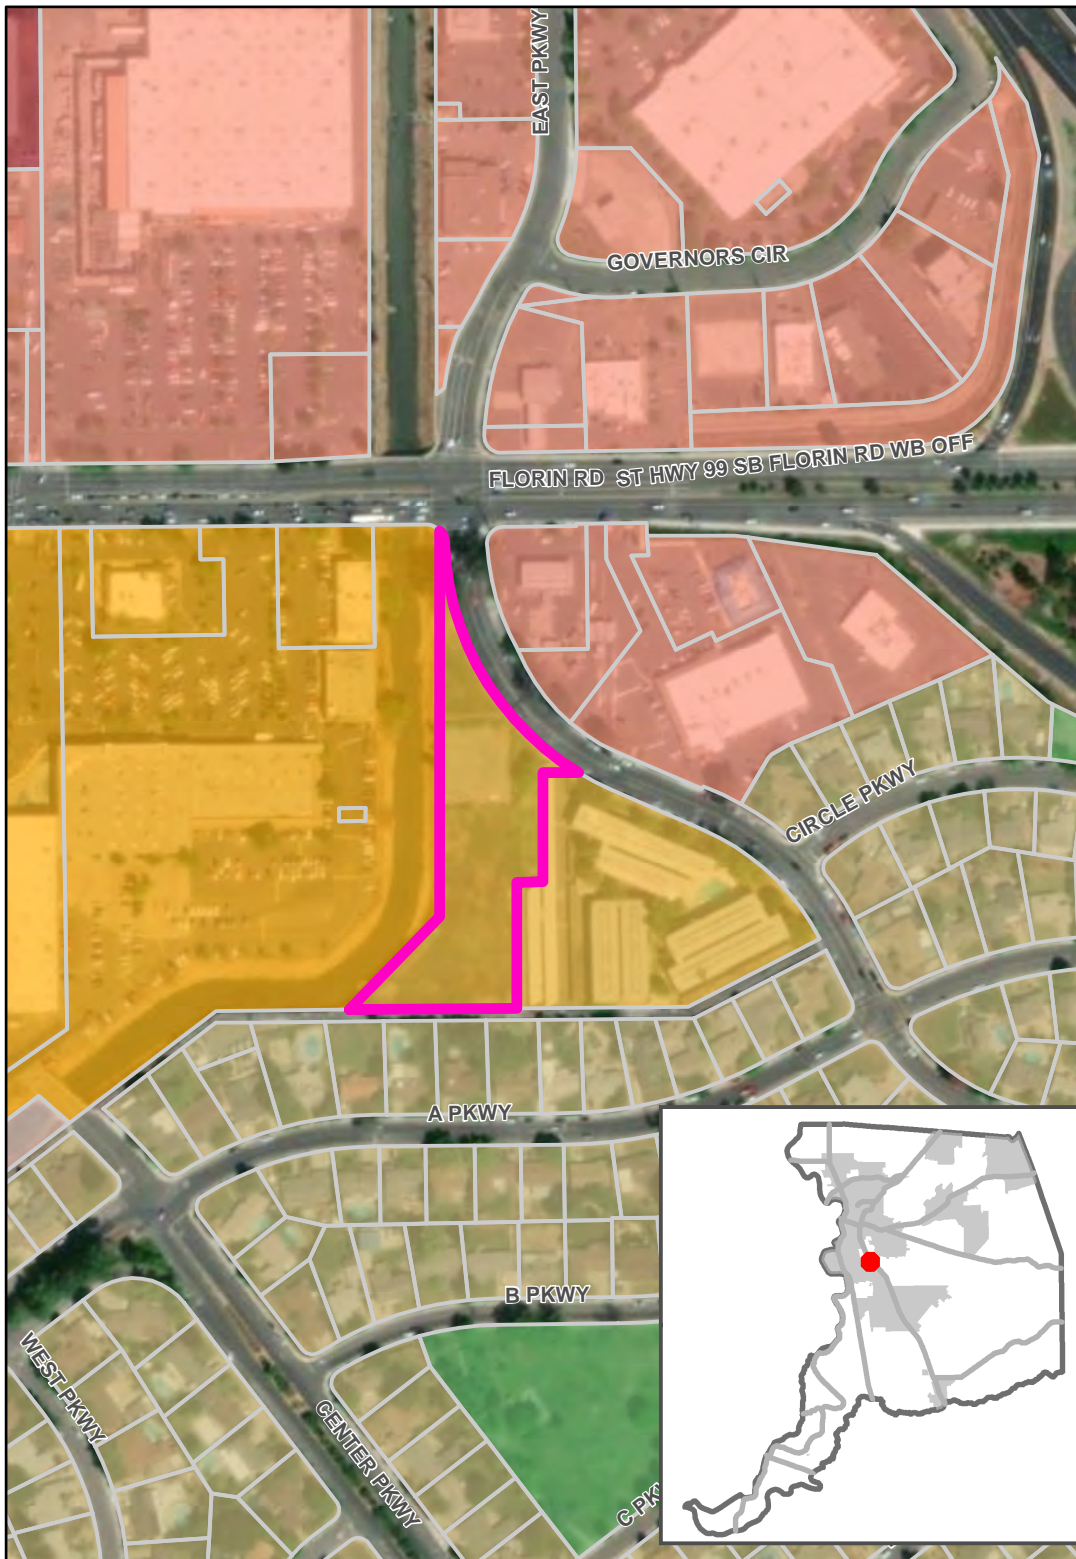 EAST PKWY
GOVERNORS CIR
FLORIN RD ST HWY 99 SB FLORIN RD WB OFF
CIRCLE PKWY
A PKWY
B PKWY
WEST PKWY
CENTER PKWY